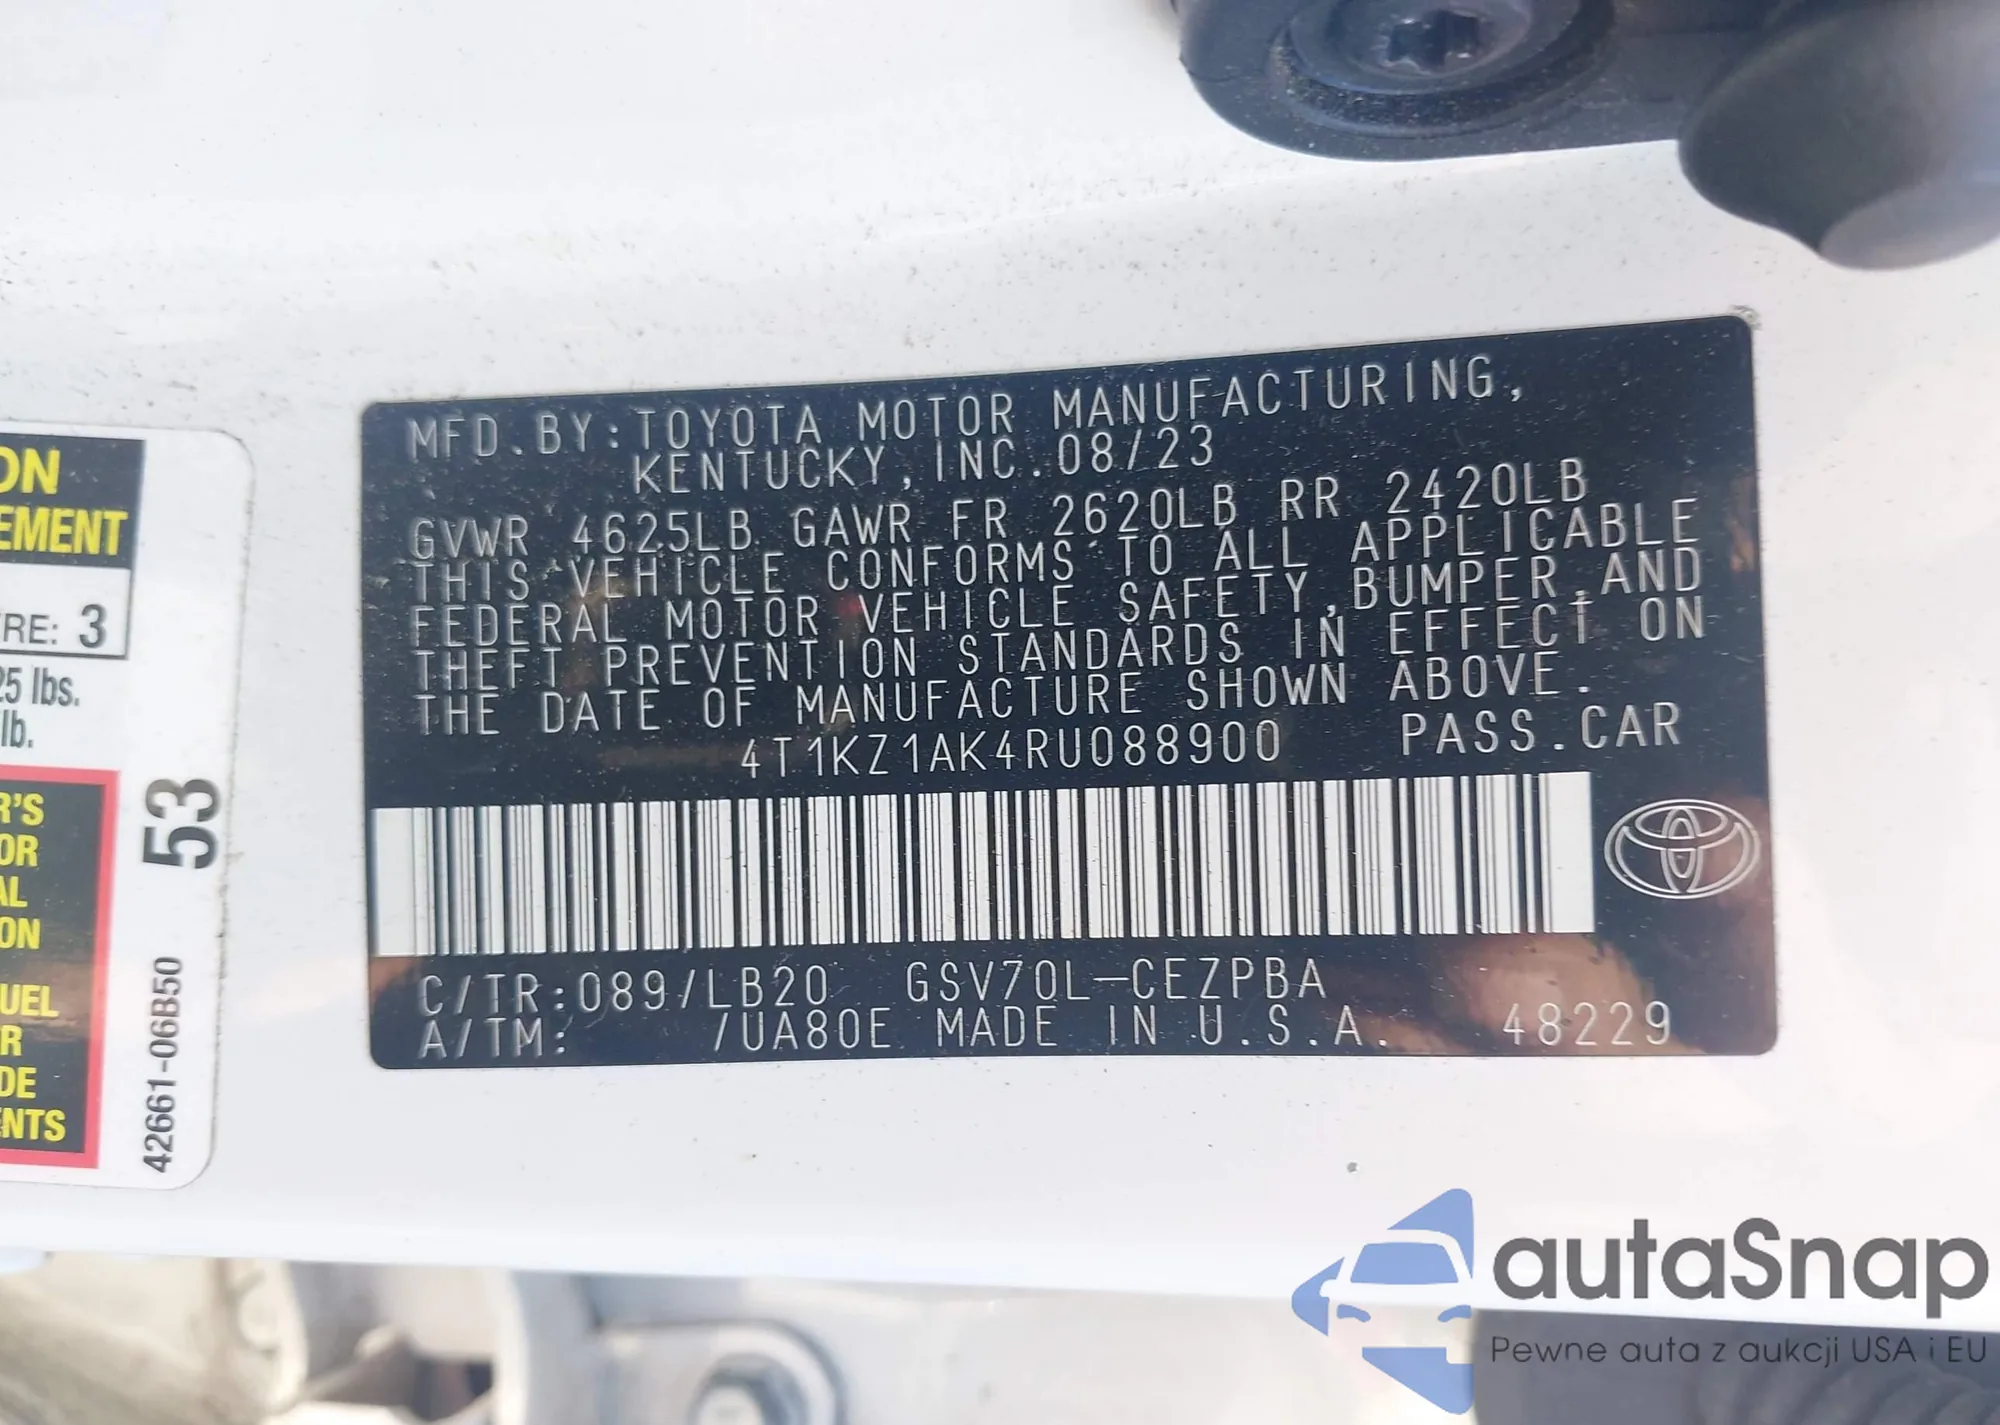 MFD.BY:TOYOTA MOTOR MANUFACTURING,
KENTUCKY, INC.08/23
GVWR 4625LB GAWR FR 2620LB RR 2420LB
THIS VEHICLE CONFORMS TO ALL APPLICABLE
FEDERAL MOTOR VEHICLE SAFETY,BUMPER,AND
THEFT PREVENTION STANDARDS IN EFFECT ON
THE DATE OF MANUFACTURE SHOWN ABOVE.
4T1KZ1AK4RU088900 PASS.CAR
C/TR:089/LB20 GSV70L-CEZPBA
A/TM: /UA80E MADE IN U.S.A. 48229
ON
EMENT
IRE: 3
25 lbs.
lb.
R'S
OR
AL
ON
UEL
R
DE
ENTS
53
42661-06B50
autaSnap
Pewne auta z aukcji USA i EU